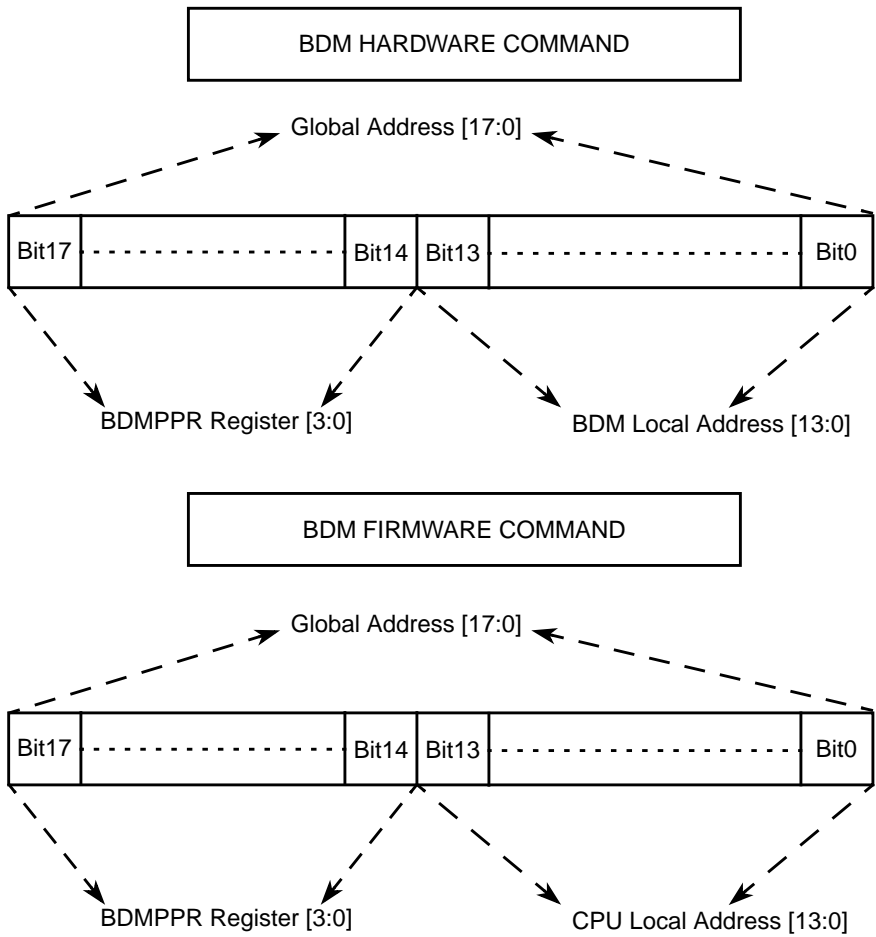 BDM HARDWARE COMMAND
Global Address [17:0]
Bit17 Bit14 Bit13 Bit0
BDMPPR Register [3:0]
BDM Local Address [13:0]
BDM FIRMWARE COMMAND
Global Address [17:0]
Bit17 Bit14 Bit13 Bit0
BDMPPR Register [3:0]
CPU Local Address [13:0]